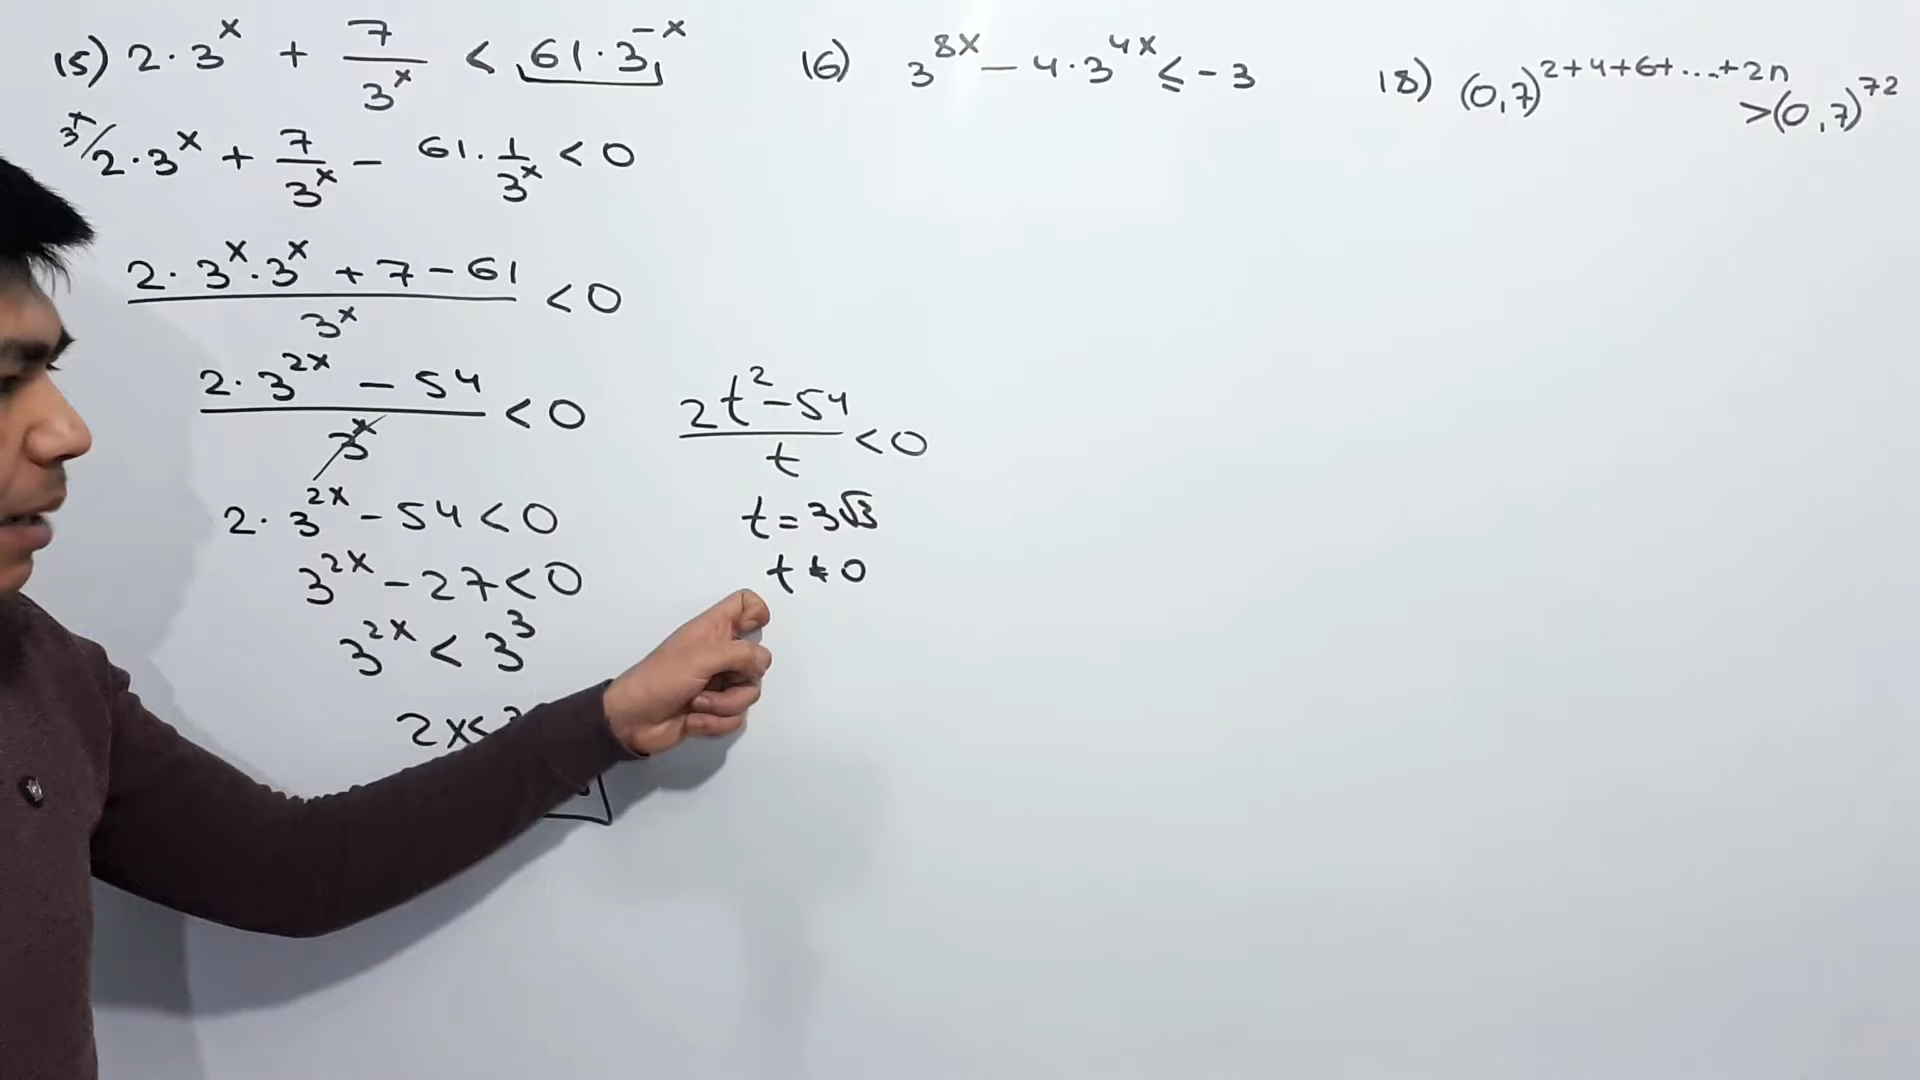 15) 2·3^x + 7/3^x < 61·3^-x
3^x/ 2·3^x + 7/3^x - 61·1/3^x < 0
(2·3^x·3^x + 7 - 61)/3^x < 0
(2·3^2x - 54)/3^x < 0
2·3^2x - 54 < 0
3^2x - 27 < 0
3^2x < 3^3
2x <
(2t^2 - 54)/t < 0
t = 3√3
t ≠ 0
16) 3^8x - 4·3^4x ≤ -3
18) (0,7)^2+4+6+...+2n
>(0,7)^72